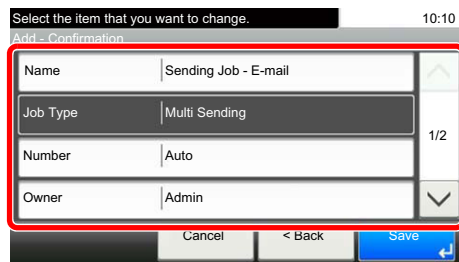 Select the item that you want to change. 10:10
Add - Confirmation
Name Sending Job - E-mail
Job Type Multi Sending
1/2
Number Auto
Owner Admin
Cancel < Back Save